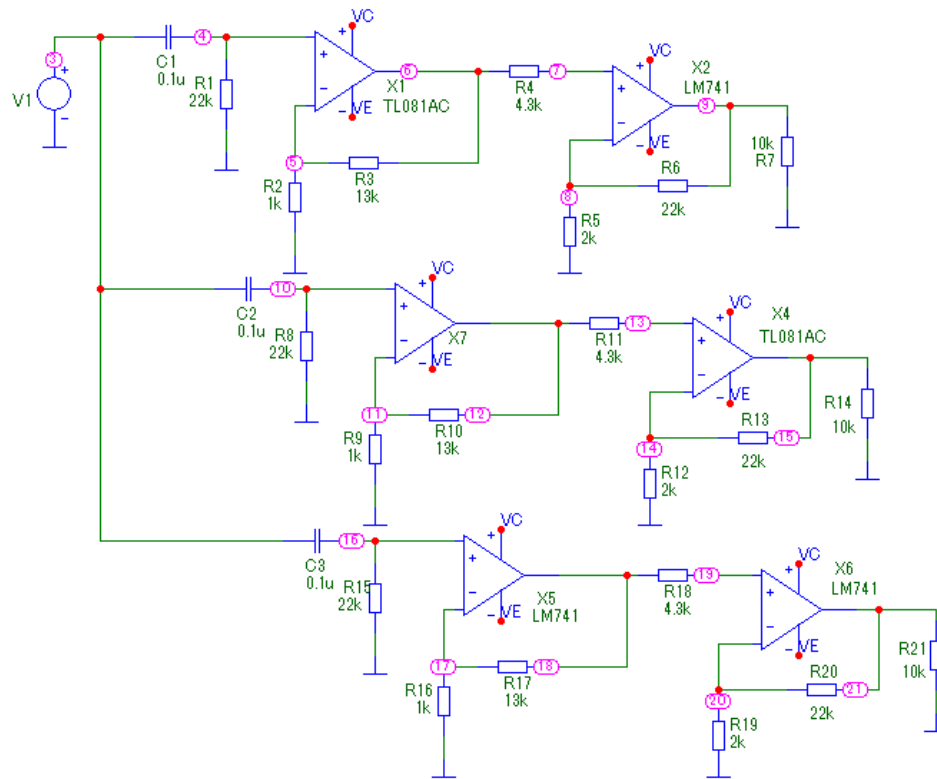 3
V1
4
C1
0.1u
R1
22k
VC
X1
TL081AC
VE
6
5
R2
1k
R3
13k
R4
4.3k
7
VC
X2
LM741
VE
9
8
R5
2k
R6
22k
10k
R7
10
C2
0.1u
R8
22k
VC
X7
VE
11
R9
1k
R10
13k
12
R11
4.3k
13
VC
X4
TL081AC
VE
14
R12
2k
R13
22k
15
R14
10k
16
C3
0.1u
R15
22k
VC
X5
LM741
VE
17
R16
1k
R17
13k
18
R18
4.3k
19
VC
X6
LM741
VE
20
R19
2k
R20
22k
21
R21
10k